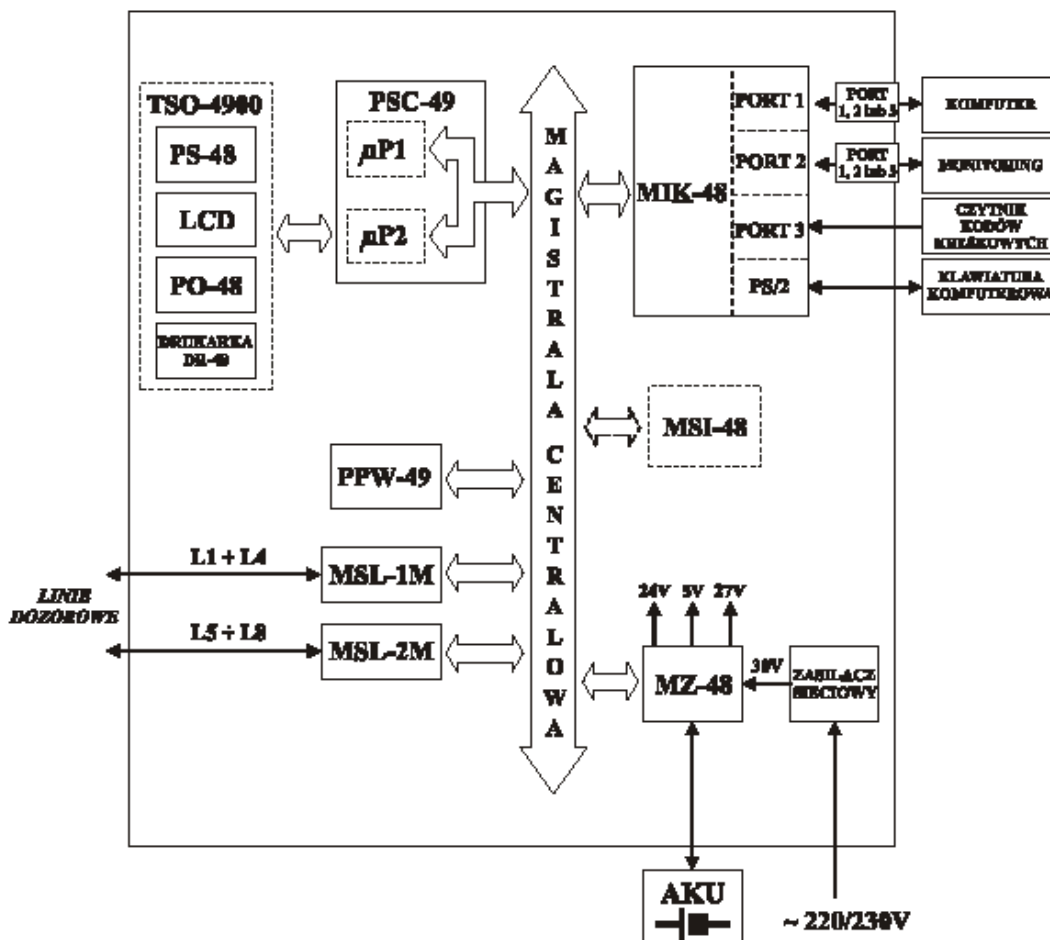 TSO-4900
PS-48
LCD
PO-48
DRUKARKA
DR-48
PSC-49
μP1
μP2
MAGISTRALA CENTRALOWA
MIK-48
PORT 1
PORT 2
PORT 3
PS/2
PORT
1, 2 lub 3
KOMPUTER
PORT
1, 2 lub 3
MONITORING
CZYTNIK
KODÓW
KRESKOWYCH
KLAWIATURA
KOMPUTEROWA
MSI-48
PPW-49
LINIE
DOZOROWE
L1 ÷ L4
MSL-1M
L5 ÷ L8
MSL-2M
24V 5V 27V
MZ-48
30V
ZASILACZ
SIECIOWY
AKU
~ 220/230V